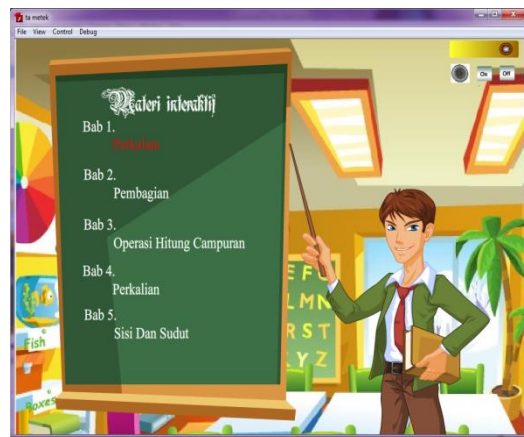 ta metek
File View Control Debug
On Off
Materi interaktif
Bab 1.
Perkalian
Bab 2.
Pembagian
Bab 3.
Operasi Hitung Campuran
Bab 4.
Perkalian
Bab 5.
Sisi Dan Sudut
E F G
L M N
R S T
Y Z
Fish
Boxes